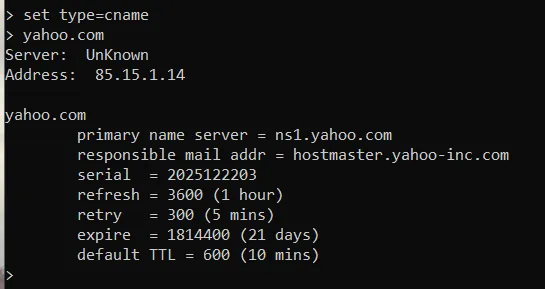 > set type=cname
> yahoo.com
Server:  UnKnown
Address:  85.15.1.14

yahoo.com
        primary name server = ns1.yahoo.com
        responsible mail addr = hostmaster.yahoo-inc.com
        serial  = 2025122203
        refresh = 3600 (1 hour)
        retry   = 300 (5 mins)
        expire  = 1814400 (21 days)
        default TTL = 600 (10 mins)
>